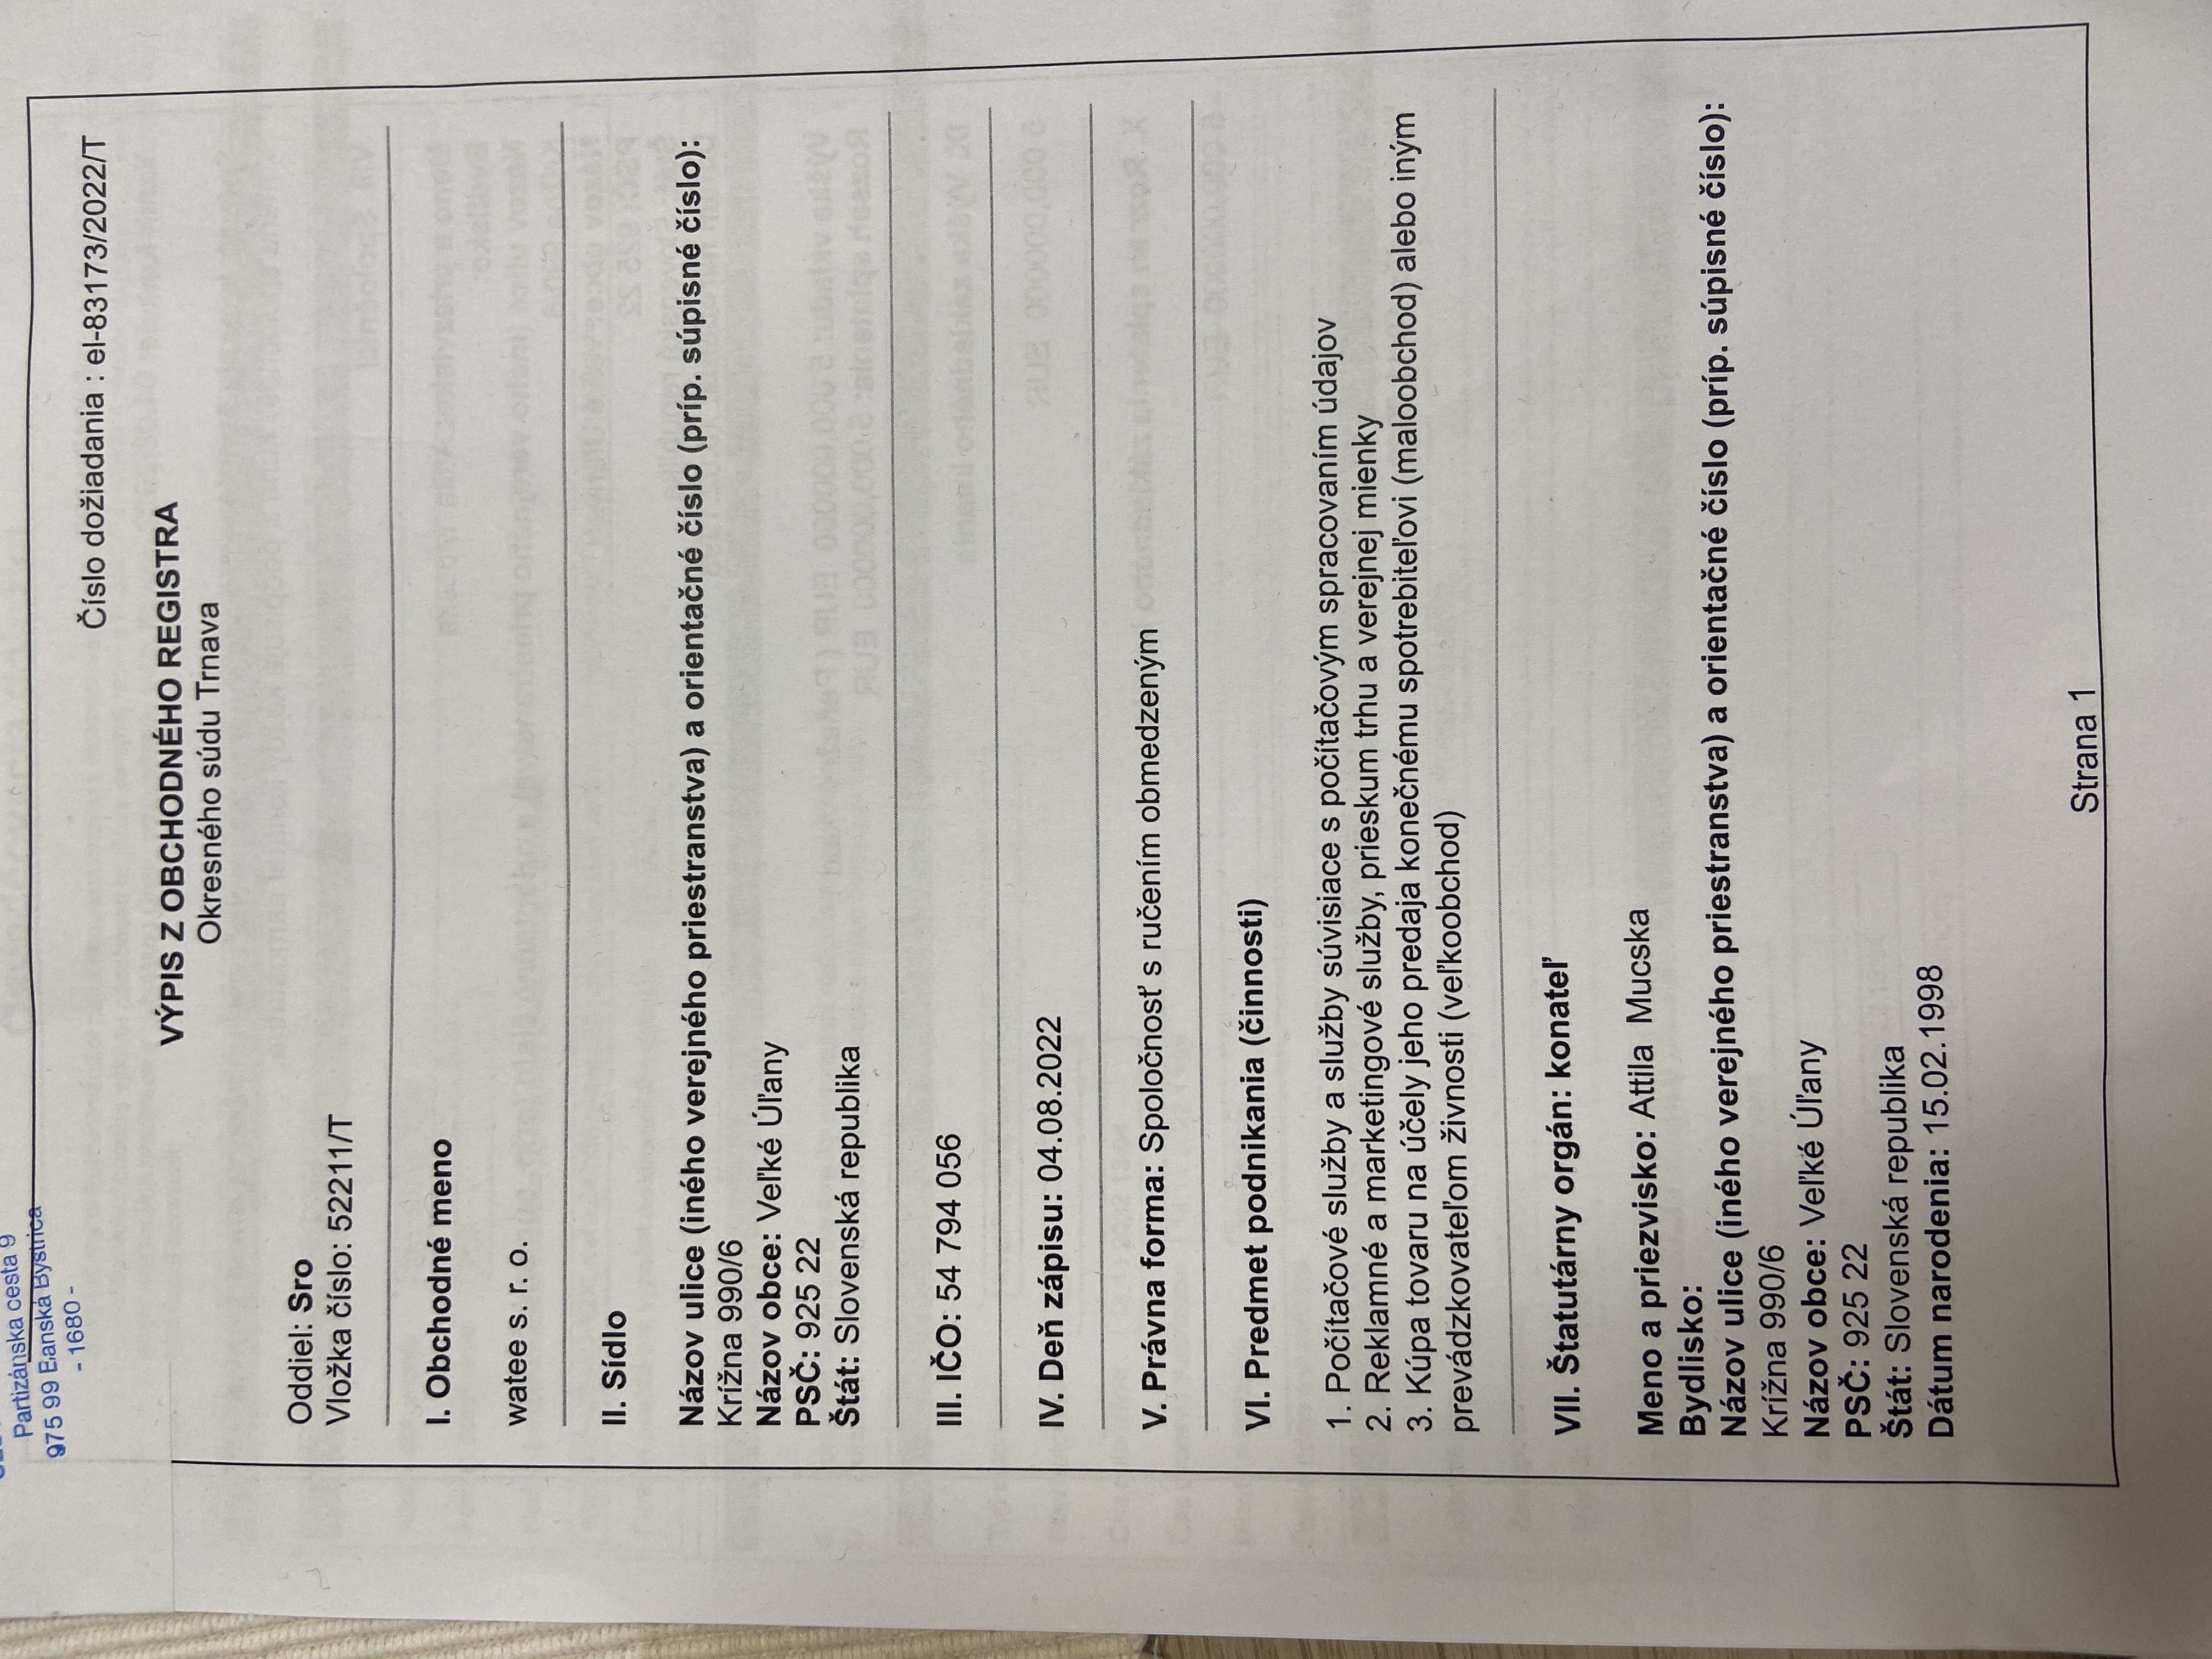 Partizánska cesta 9
975 99 Banská Bystrica
- 1680 -
Číslo dožiadania : el-83173/2022/T
VÝPIS Z OBCHODNÉHO REGISTRA
Okresného súdu Trnava
Oddiel: Sro
Vložka číslo: 52211/T
I. Obchodné meno
watee s. r. o.
II. Sídlo
Názov ulice (iného verejného priestranstva) a orientačné číslo (príp. súpisné číslo):
Krížna 990/6
Názov obce: Veľké Úľany
PSČ: 925 22
Štát: Slovenská republika
III. IČO: 54 794 056
IV. Deň zápisu: 04.08.2022
V. Právna forma: Spoločnosť s ručením obmedzeným
VI. Predmet podnikania (činnosti)
1. Počítačové služby a služby súvisiace s počítačovým spracovaním údajov
2. Reklamné a marketingové služby, prieskum trhu a verejnej mienky
3. Kúpa tovaru na účely jeho predaja konečnému spotrebiteľovi (maloobchod) alebo iným
prevádzkovateľom živnosti (veľkoobchod)
VII. Štatutárny orgán: konateľ
Meno a priezvisko: Attila  Mucska
Bydlisko:
Názov ulice (iného verejného priestranstva) a orientačné číslo (príp. súpisné číslo):
Krížna 990/6
Názov obce: Veľké Úľany
PSČ: 925 22
Štát: Slovenská republika
Dátum narodenia: 15.02.1998
Strana 1